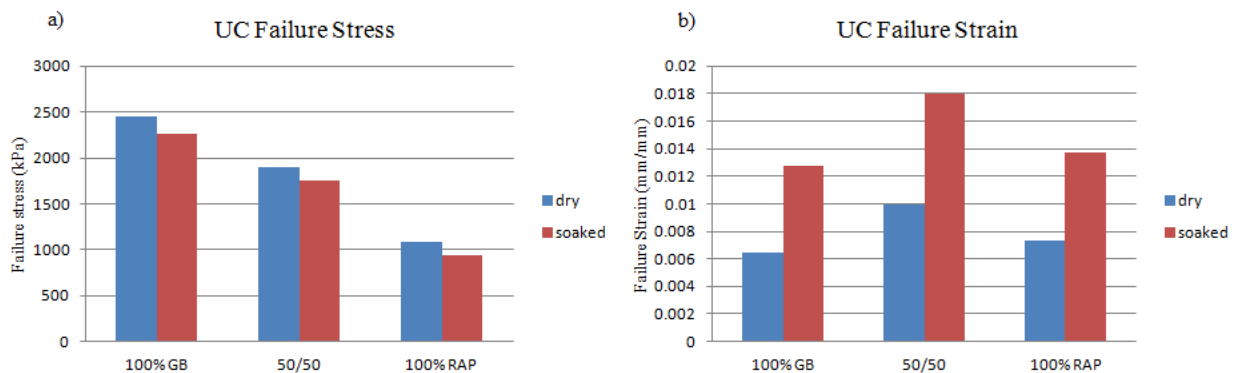 a)
UC Failure Stress
Failure stress (kPa)
3000
2500
2000
1500
1000
500
0
100% GB
50/50
100% RAP
dry
soaked
b)
UC Failure Strain
Failure Strain (mm/mm)
0.02
0.018
0.016
0.014
0.012
0.01
0.008
0.006
0.004
0.002
0
100% GB
50/50
100% RAP
dry
soaked